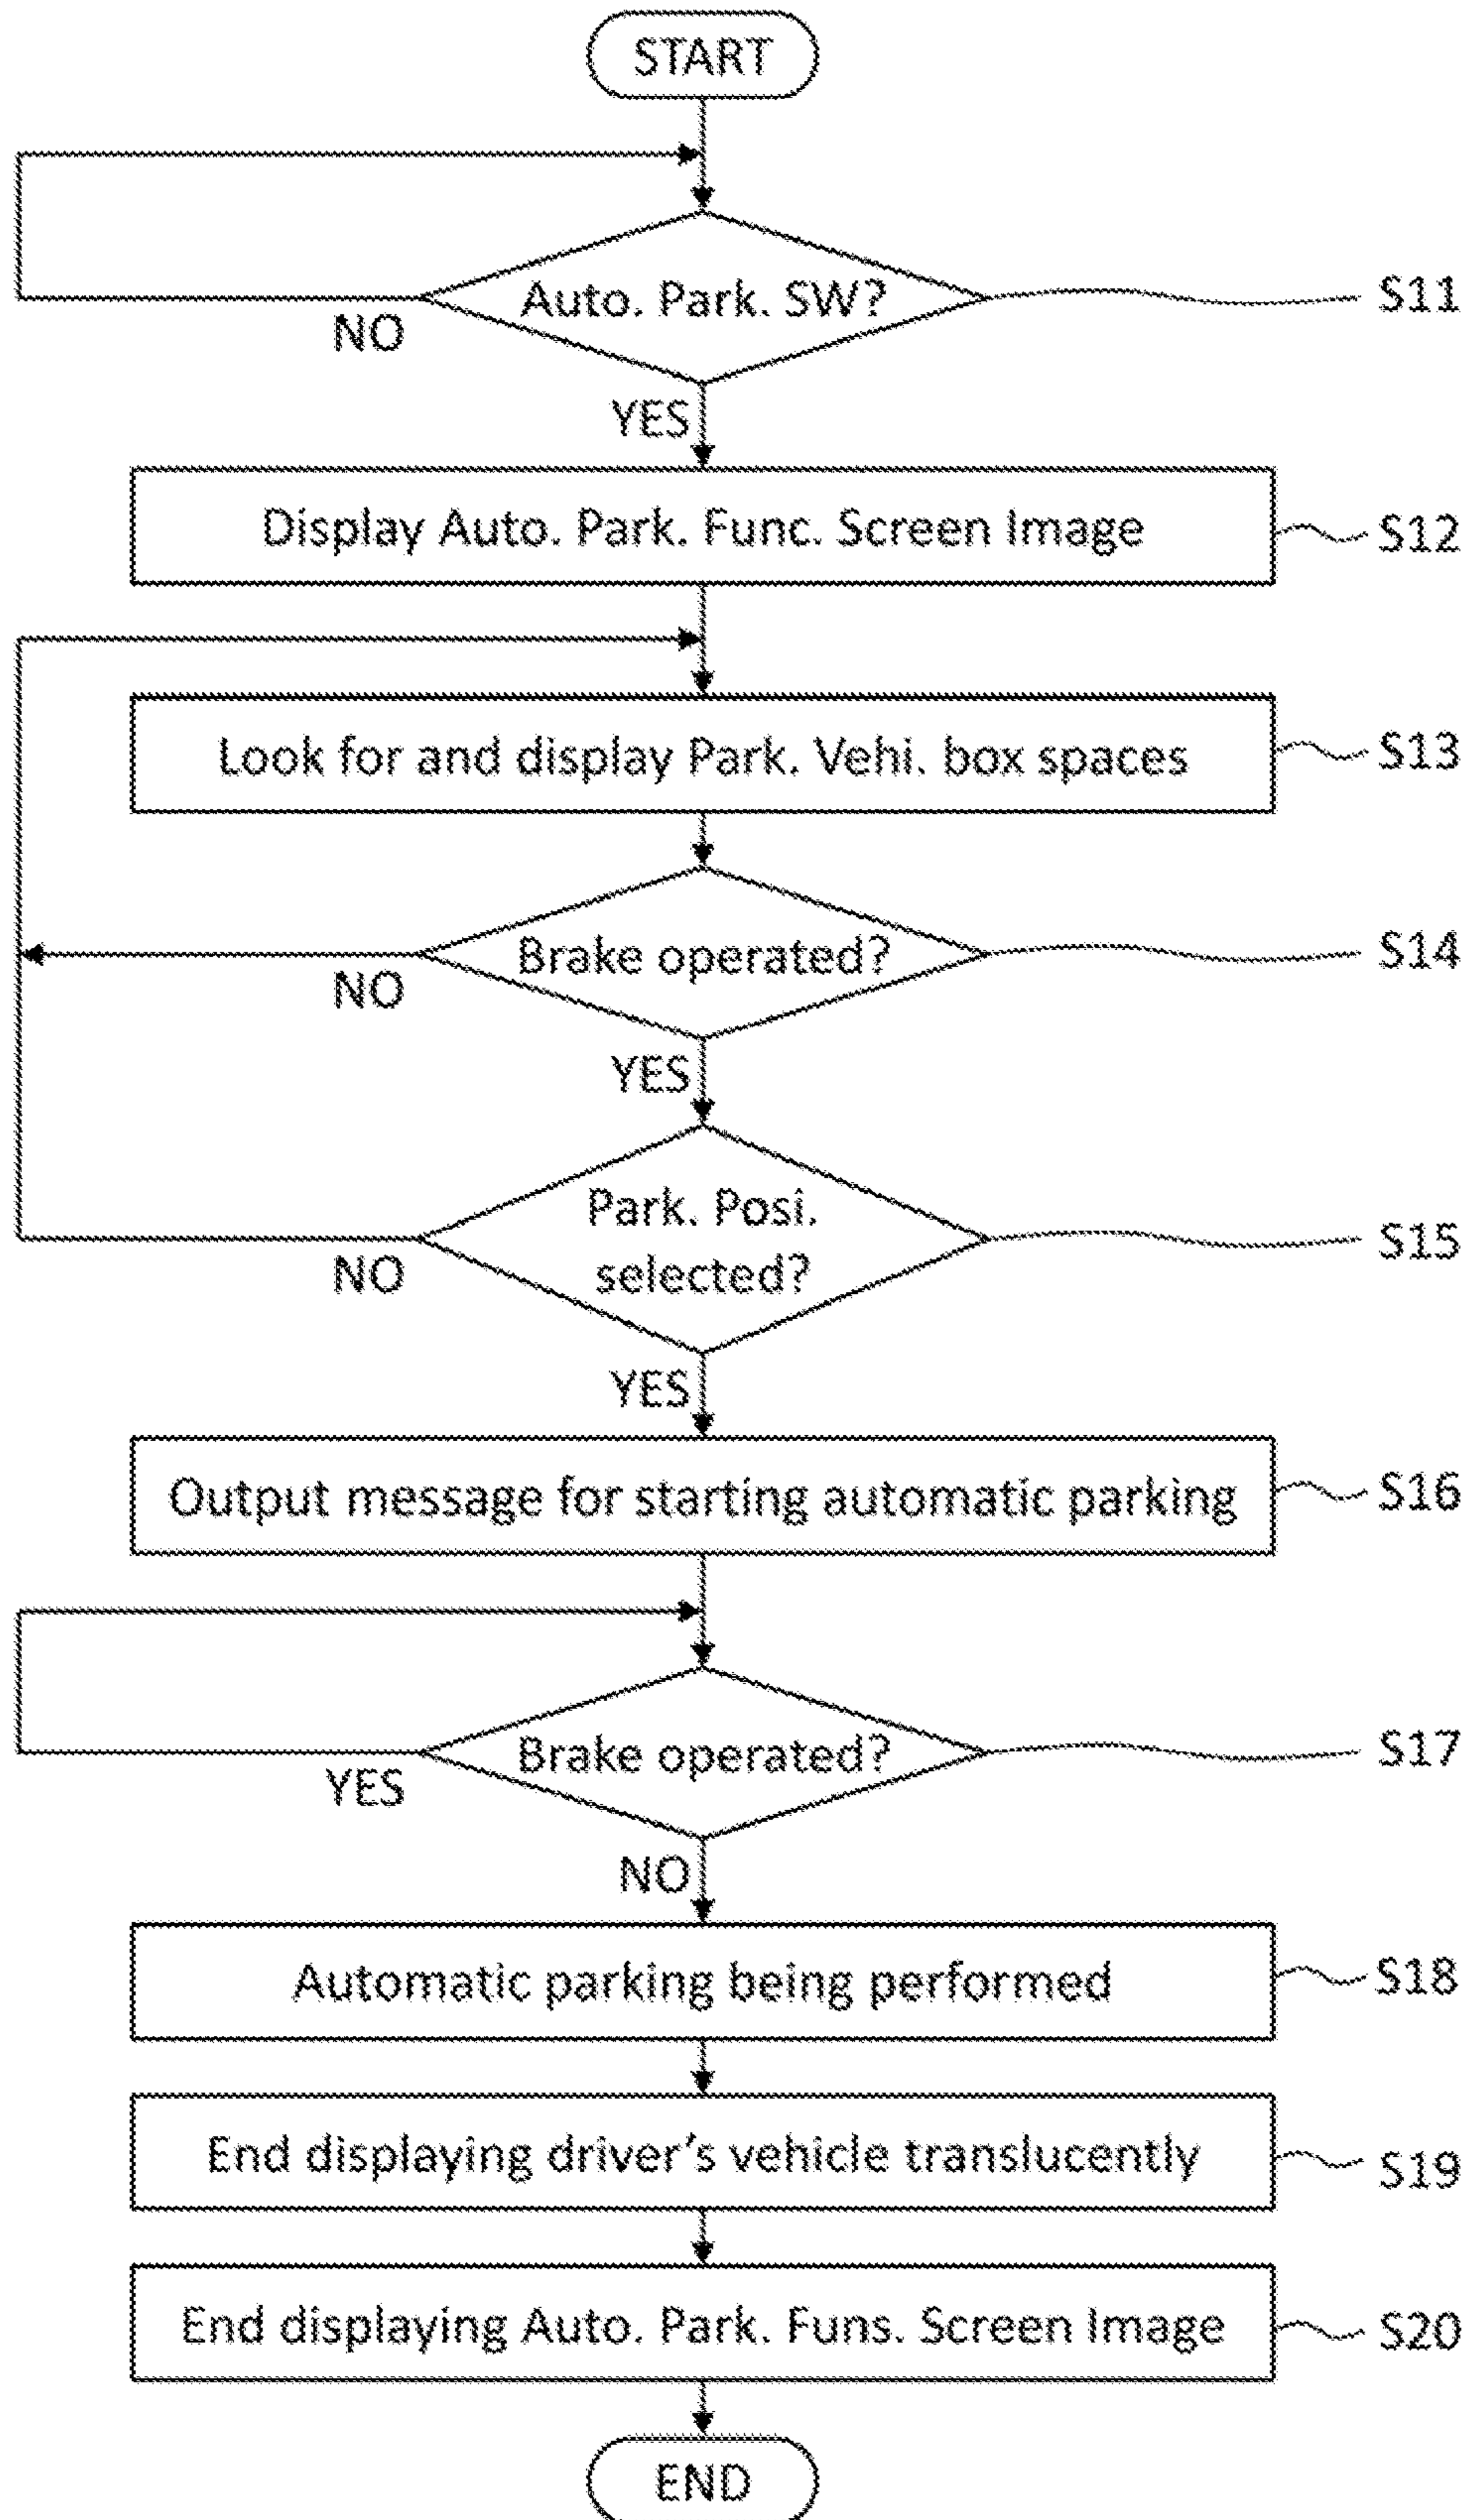 START
Auto. Park. SW?
S11
NO
YES
Display Auto. Park. Func. Screen Image
S12
Look for and display Park. Vehi. box spaces
S13
Brake operated?
S14
NO
YES
Park. Posi.
selected?
S15
NO
YES
Output message for starting automatic parking
S16
Brake operated?
S17
YES
NO
Automatic parking being performed
S18
End displaying driver's vehicle translucently
S19
End displaying Auto. Park. Funs. Screen Image
S20
END